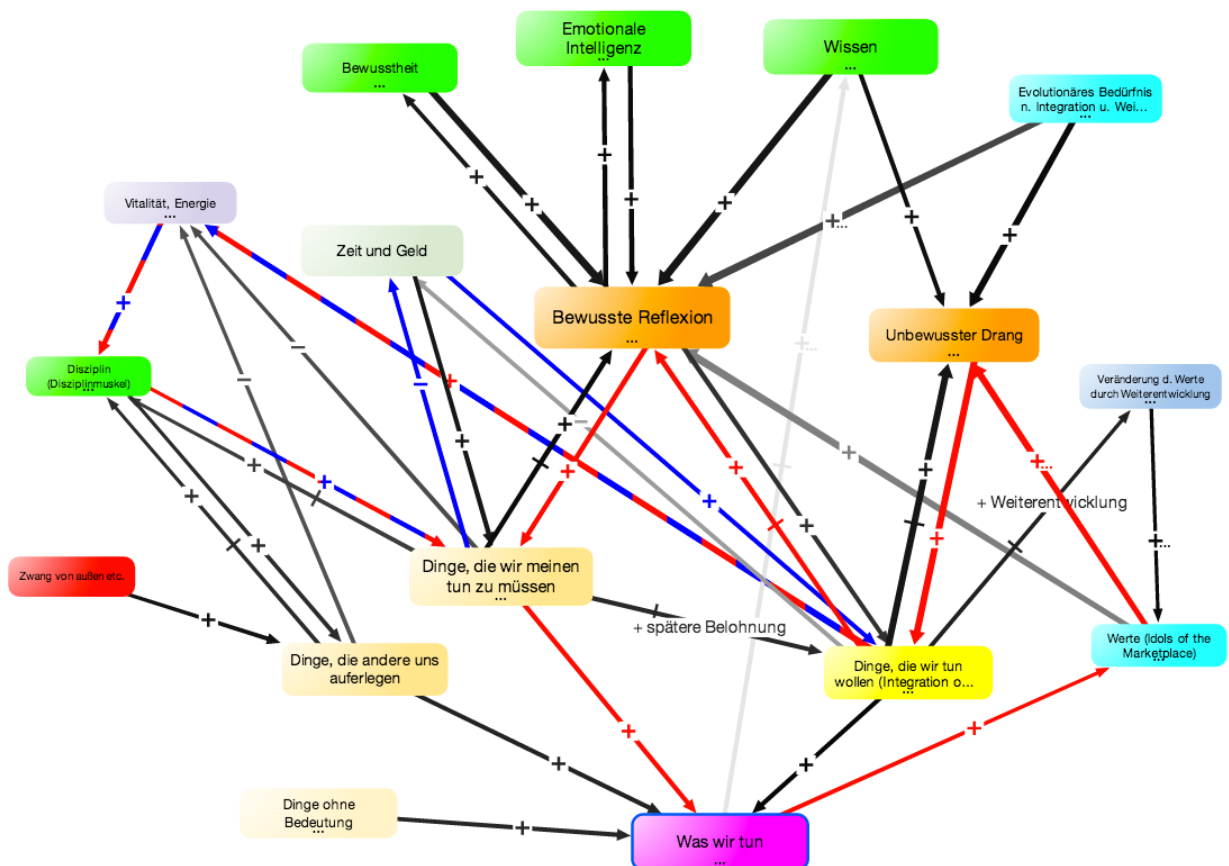 Emotionale
Intelligenz
...
Wissen
...
Bewusstheit
...
Evolutionäres Bedürfnis
n. Integration u. Wei...
...
Vitalität, Energie
...
Zeit und Geld
Bewusste Reflexion
...
Unbewusster Drang
...
Disziplin
(Disziplinmuskel)
...
Veränderung d. Werte
durch Weiterentwicklung
...
+ Weiterentwicklung
Zwang von außen etc.
Dinge, die wir meinen
tun zu müssen
...
+ spätere Belohnung
Dinge, die andere uns
auferlegen
Dinge, die wir tun
wollen (Integration o...
...
Werte (Idols of the
Marketplace)
...
Dinge ohne
Bedeutung
...
Was wir tun
...